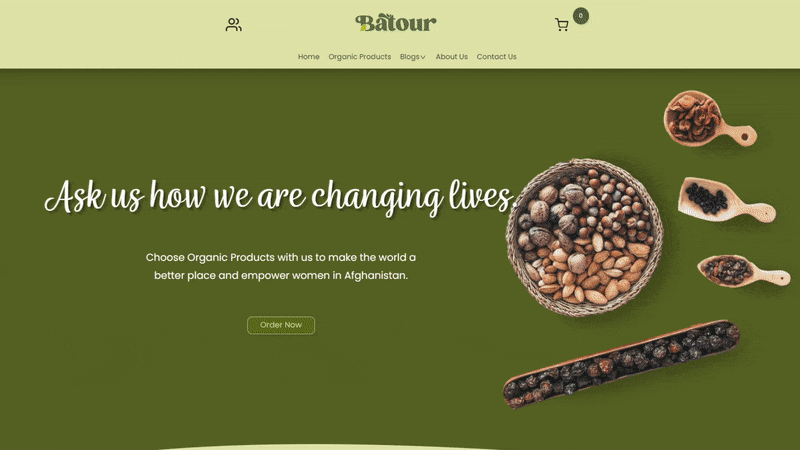 Batour
0
Home Organic Products Blogs About Us Contact Us
Ask us how we are changing lives.
Choose Organic Products with us to make the world a
better place and empower women in Afghanistan.
Order Now